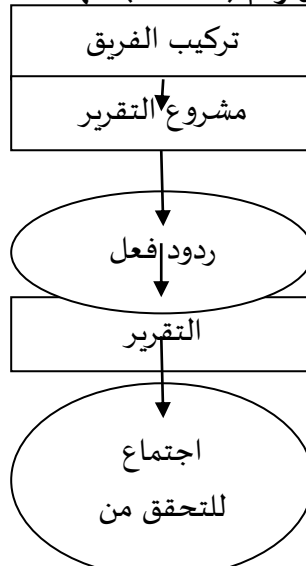 تركيب الفريق
مشروع التقرير
ردود فعل
التقرير
اجتماع
للتحقق من